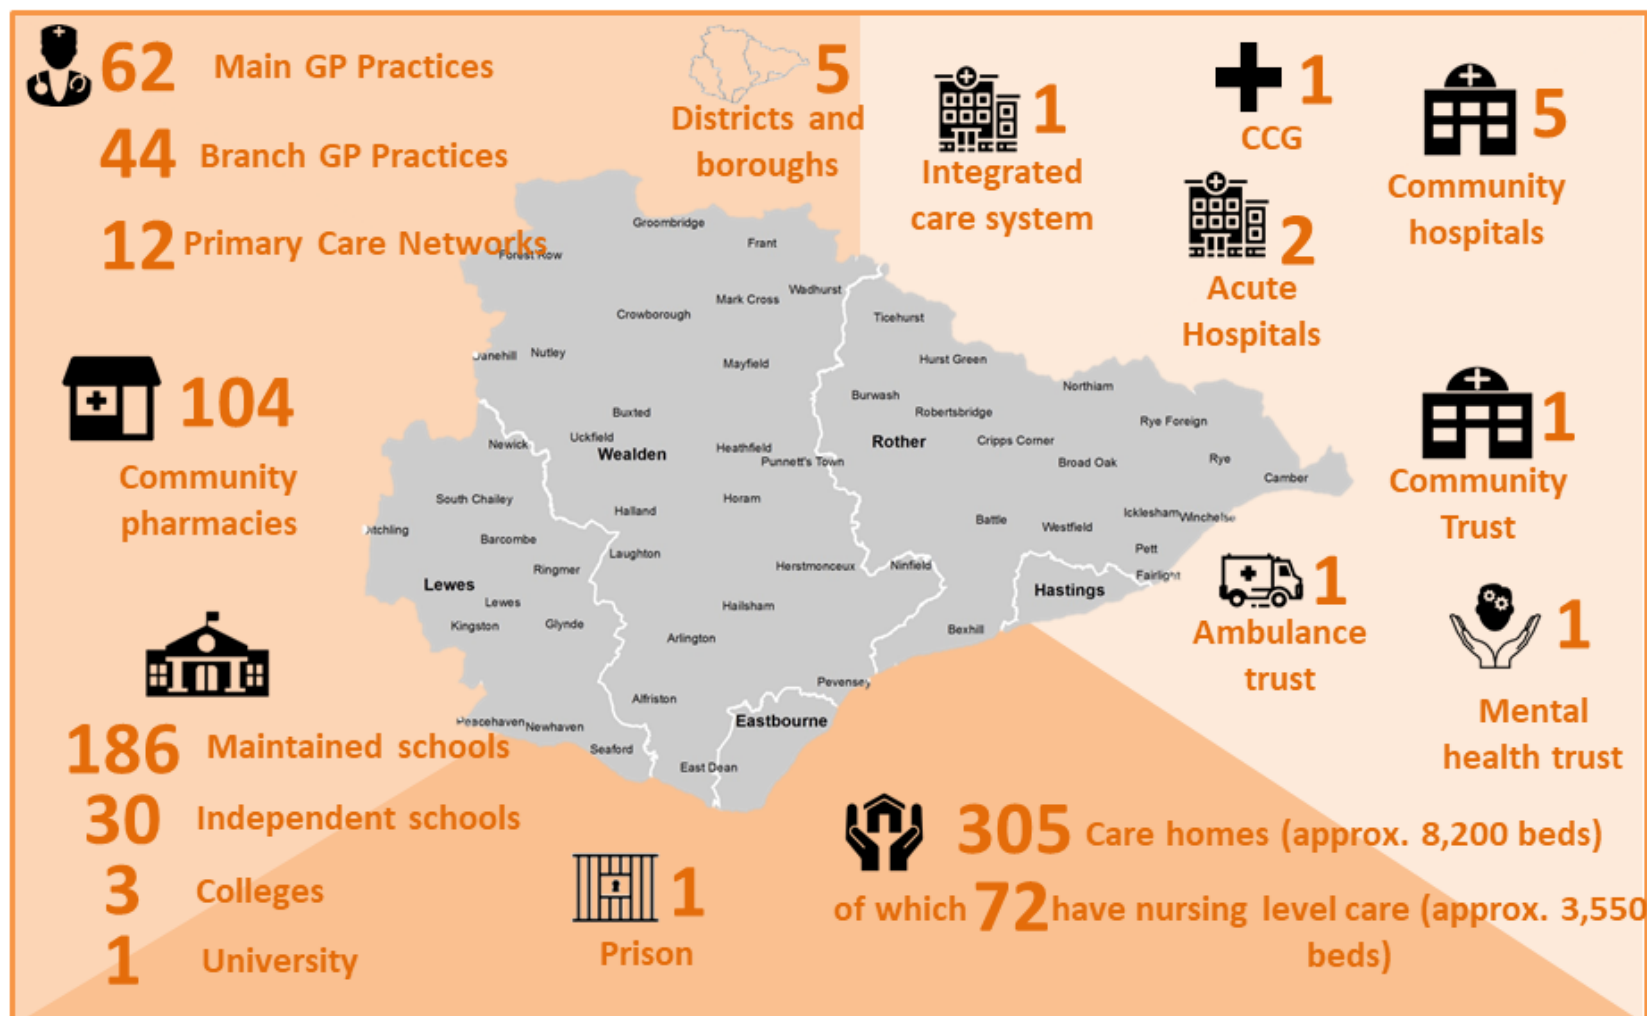 62 Main GP Practices
44 Branch GP Practices
12 Primary Care Networks
5
Districts and
boroughs
1
Integrated
care system
1
CCG
5
Community
hospitals
2
Acute
Hospitals
104
Community
pharmacies
1
Community
Trust
1
Ambulance
trust
1
Mental
health trust
186 Maintained schools
30 Independent schools
3 Colleges
1 University
1
Prison
305 Care homes (approx. 8,200 beds)
of which 72 have nursing level care (approx. 3,550
beds)
Groombridge
Frant
Forest Row
Wadhurst
Mark Cross
Crowborough
Ticehurst
Nutley
Mayfield
Hurst Green
Northiam
Burwash
Buxted
Robertsbridge
Rye Foreign
Uckfield
Newick
Wealden
Heathfield
Punnett's Town
Rother
Cripps Corner
Broad Oak
Rye
Camber
South Chailey
Halland
Horam
Battle
Westfield
Icklesham
Barcombe
Laughton
Pett
Ringmer
Herstmonceux
Ninfield
Fairlight
Lewes
Hastings
Lewes
Hailsham
Kingston
Glynde
Arlington
Bexhill
Alfriston
Pevensey
Newhaven
Eastbourne
Seaford
East Dean